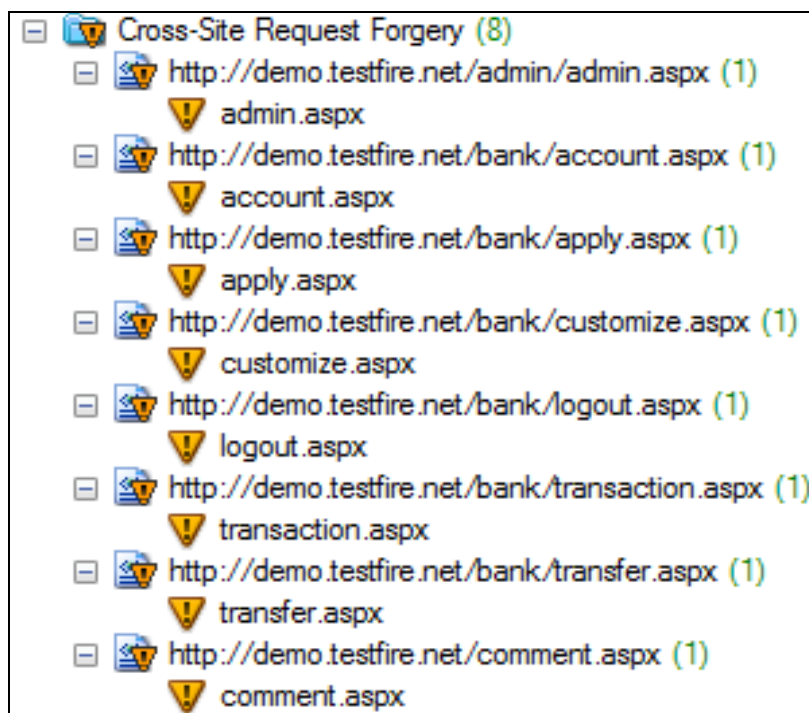 Cross-Site Request Forgery (8)
http://demo.testfire.net/admin/admin.aspx (1)
admin.aspx
http://demo.testfire.net/bank/account.aspx (1)
account.aspx
http://demo.testfire.net/bank/apply.aspx (1)
apply.aspx
http://demo.testfire.net/bank/customize.aspx (1)
customize.aspx
http://demo.testfire.net/bank/logout.aspx (1)
logout.aspx
http://demo.testfire.net/bank/transaction.aspx (1)
transaction.aspx
http://demo.testfire.net/bank/transfer.aspx (1)
transfer.aspx
http://demo.testfire.net/comment.aspx (1)
comment.aspx